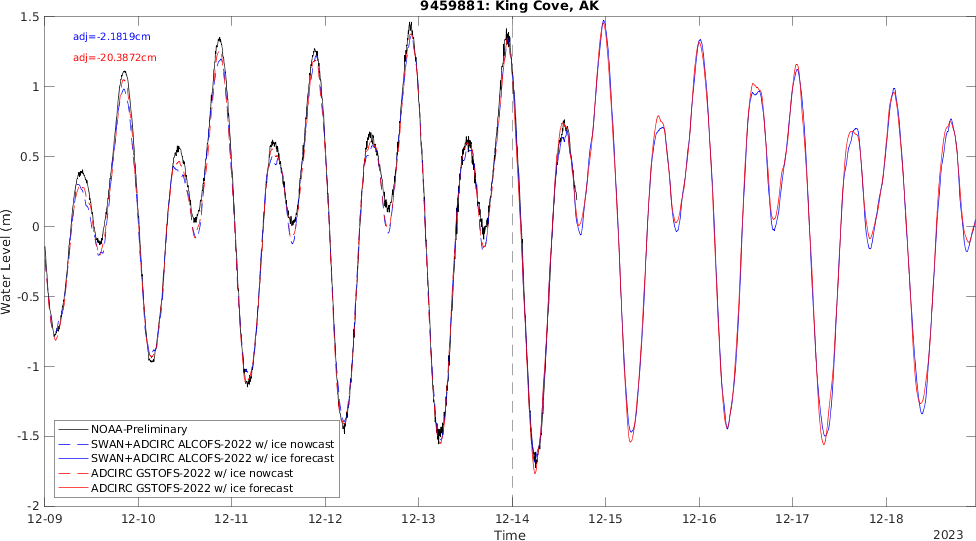 9459881: King Cove, AK
adj=-2.1819cm
adj=-20.3872cm
Water Level (m)
1.5
1
0.5
0
-0.5
-1
-1.5
-2
NOAA-Preliminary
SWAN+ADCIRC ALCOFS-2022 w/ ice nowcast
SWAN+ADCIRC ALCOFS-2022 w/ ice forecast
ADCIRC GSTOFS-2022 w/ ice nowcast
ADCIRC GSTOFS-2022 w/ ice forecast
12-09 12-10 12-11 12-12 12-13 12-14 12-15 12-16 12-17 12-18
Time
2023